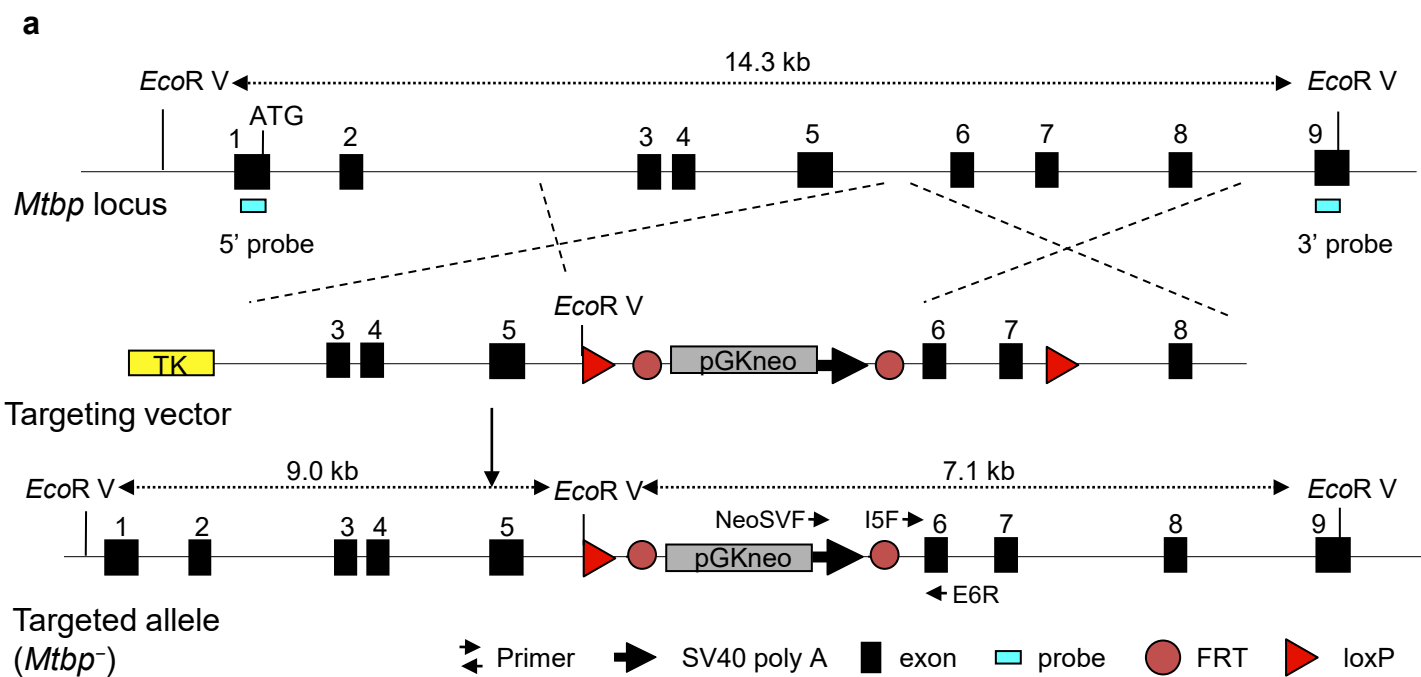 a
14.3 kb
EcoR V
EcoR V
ATG
1 2 3 4 5 6 7 8 9
Mtbp locus
5’ probe
3’ probe
EcoR V
3 4 5 6 7 8
TK
pGKneo
Targeting vector
9.0 kb
7.1 kb
EcoR V
EcoR V
EcoR V
NeoSVF
I5F
1 2 3 4 5 6 7 8 9
pGKneo
E6R
Targeted allele
(Mtbp⁻)
Primer SV40 poly A exon probe FRT loxP